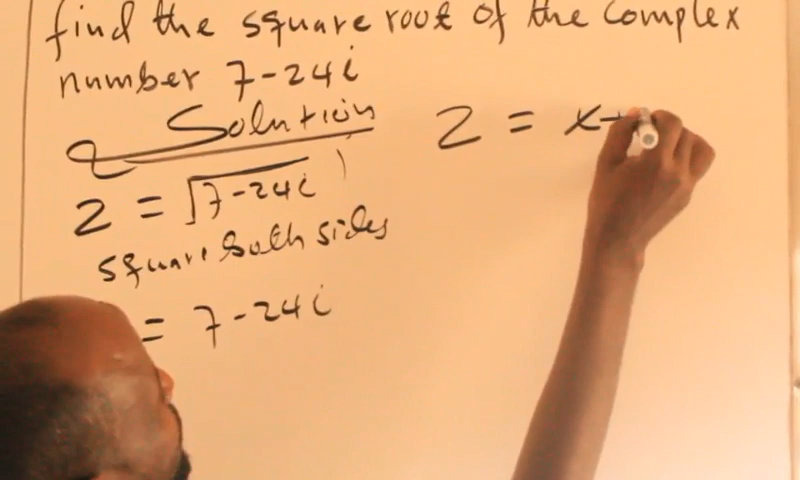 find the square root of the complex
number 7-24i
Solution
z = √7-24i
square both sides
= 7-24i
z = x+